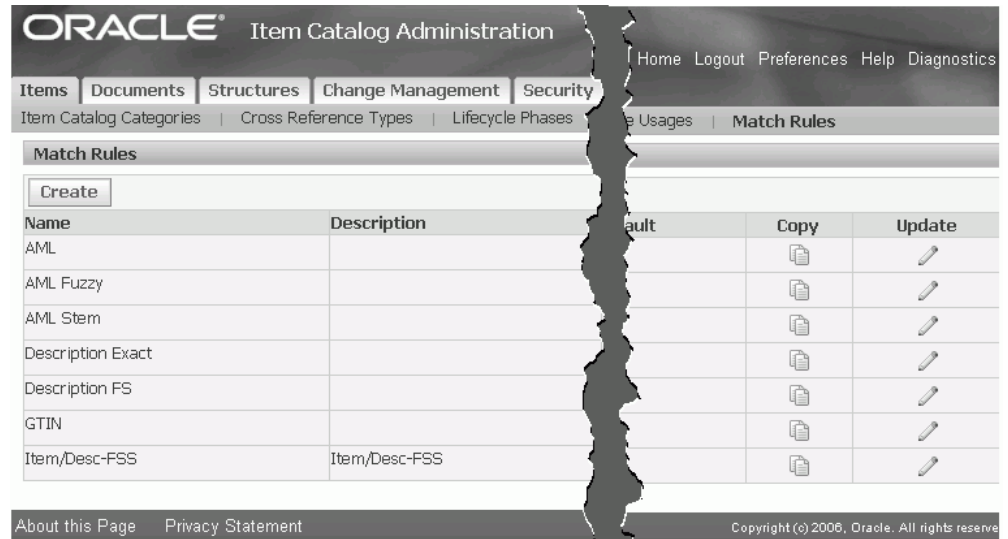 ORACLE® Item Catalog Administration
Home Logout Preferences Help Diagnostics
Items Documents Structures Change Management Security
Item Catalog Categories | Cross Reference Types | Lifecycle Phases e Usages | Match Rules
Match Rules
Create
Name Description ault Copy Update
AML
AML Fuzzy
AML Stem
Description Exact
Description FS
GTIN
Item/Desc-FSS Item/Desc-FSS
About this Page Privacy Statement Copyright (c) 2006, Oracle. All rights reserve